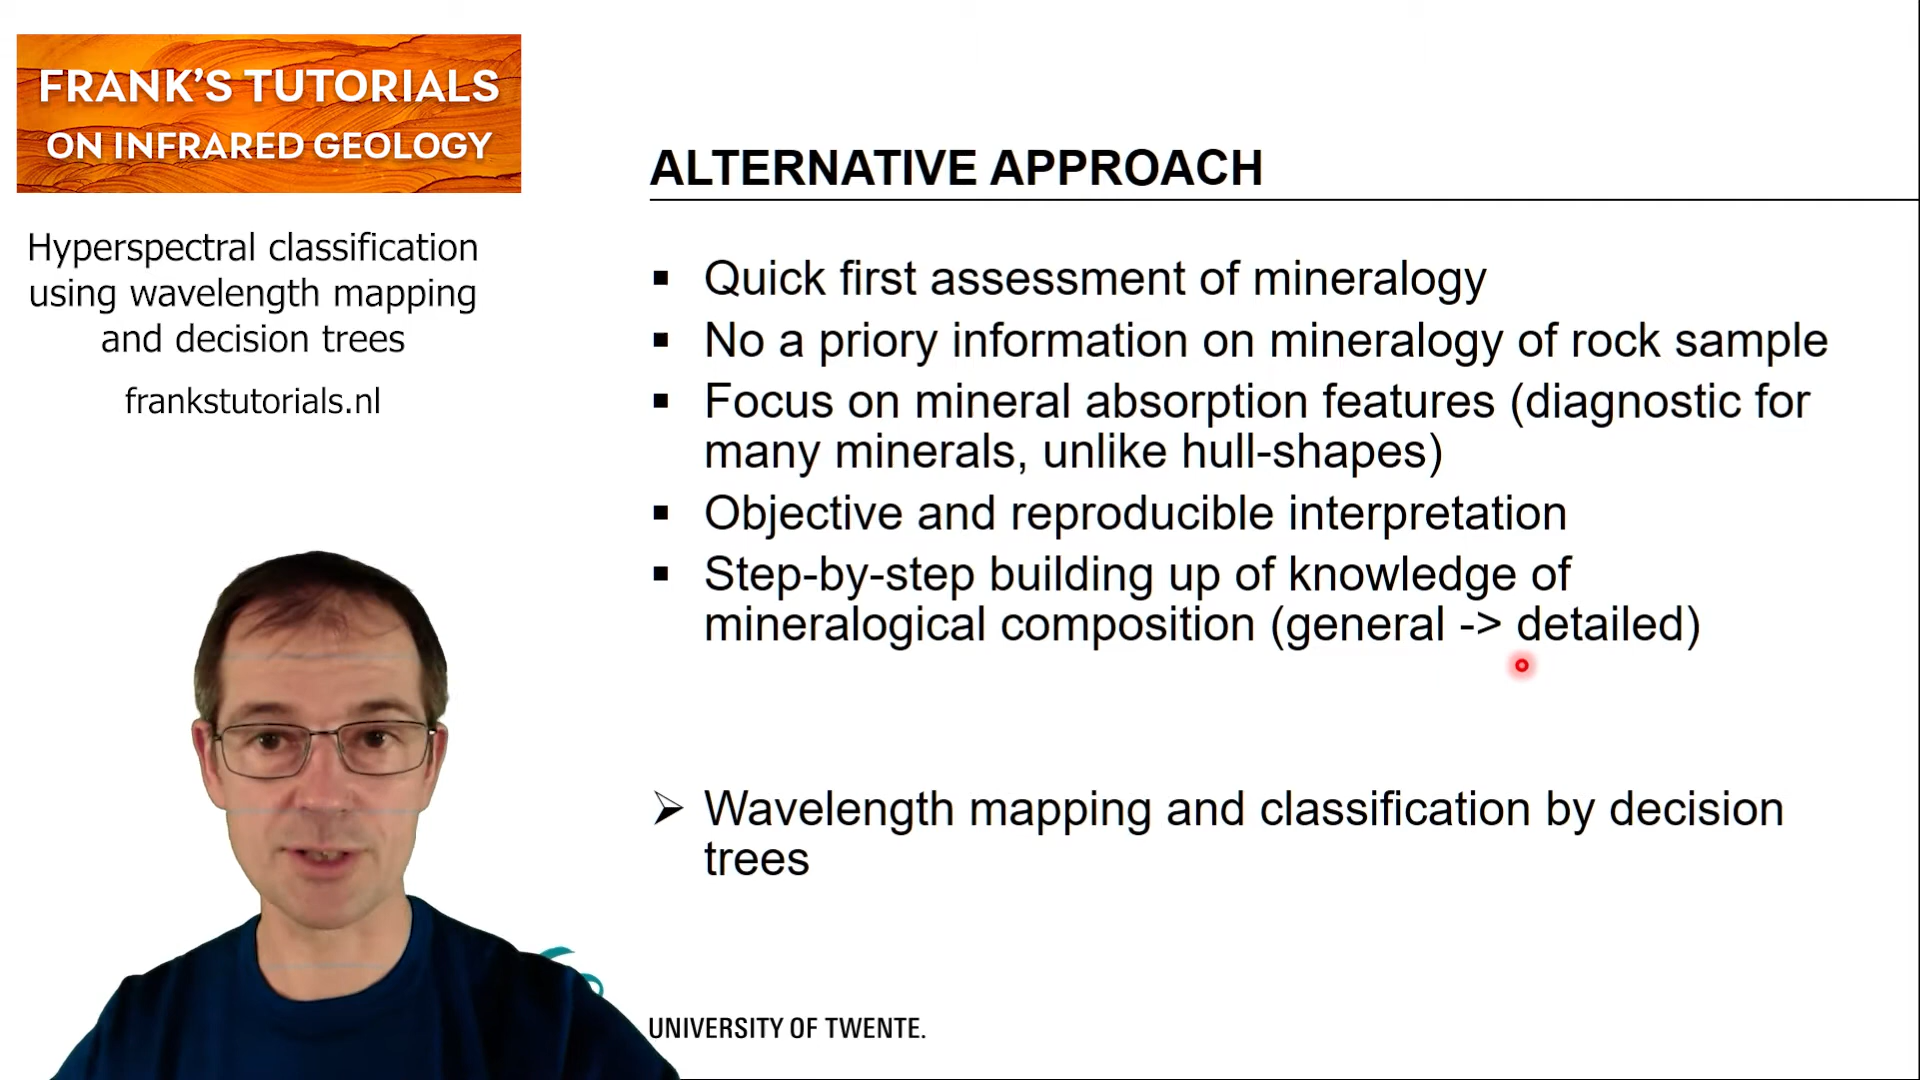 FRANK'S TUTORIALS
ON INFRARED GEOLOGY
Hyperspectral classification
using wavelength mapping
and decision trees
frankstutorials.nl
ALTERNATIVE APPROACH
▪ Quick first assessment of mineralogy
▪ No a priory information on mineralogy of rock sample
▪ Focus on mineral absorption features (diagnostic for
many minerals, unlike hull-shapes)
▪ Objective and reproducible interpretation
▪ Step-by-step building up of knowledge of
mineralogical composition (general -> detailed)
➢ Wavelength mapping and classification by decision
trees
UNIVERSITY OF TWENTE.